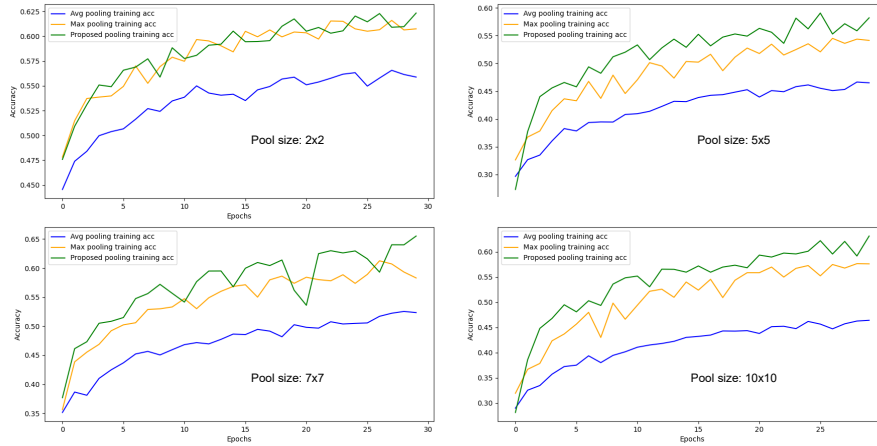 Avg pooling training acc
Max pooling training acc
Proposed pooling training acc
0.625
0.600
0.575
0.550
0.525
0.500
0.475
0.450
Accuracy
Pool size: 2x2
0 5 10 15 20 25 30
Epochs
Avg pooling training acc
Max pooling training acc
Proposed pooling training acc
0.60
0.55
0.50
0.45
0.40
0.35
0.30
Accuracy
Pool size: 5x5
Avg pooling training acc
Max pooling training acc
Proposed pooling training acc
0.65
0.60
0.55
0.50
0.45
0.40
0.35
Accuracy
Pool size: 7x7
0 5 10 15 20 25 30
Epochs
Avg pooling training acc
Max pooling training acc
Proposed pooling training acc
0.60
0.55
0.50
0.45
0.40
0.35
0.30
Accuracy
Pool size: 10x10
0 5 10 15 20 25
Epochs